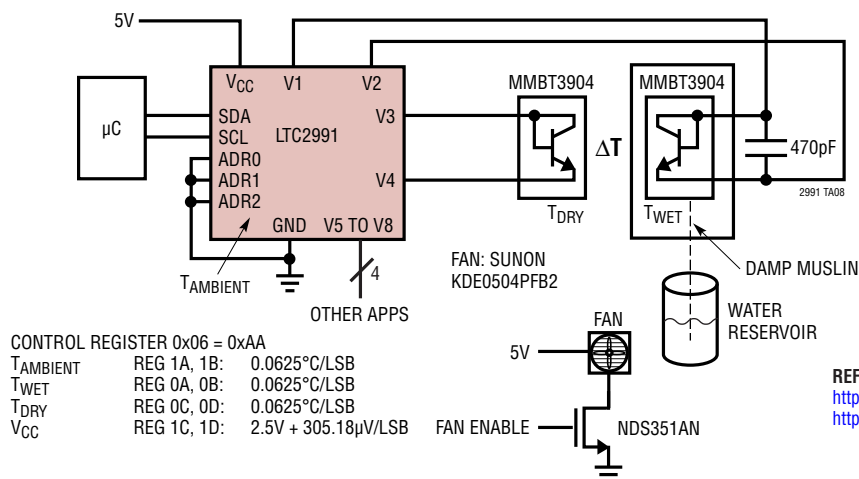 5V
VCC V1 V2
SDA
SCL
ADR0
ADR1
ADR2
LTC2991
V3
V4
GND V5 TO V8
µC
MMBT3904
MMBT3904
ΔT
470pF
2991 TA08
TDRY
TWET
TAMBIENT
4
OTHER APPS
FAN: SUNON
KDE0504PFB2
DAMP MUSLIN
WATER
RESERVOIR
FAN
5V
FAN ENABLE
NDS351AN
CONTROL REGISTER 0x06 = 0xAA
TAMBIENT REG 1A, 1B: 0.0625°C/LSB
TWET REG 0A, 0B: 0.0625°C/LSB
TDRY REG 0C, 0D: 0.0625°C/LSB
VCC REG 1C, 1D: 2.5V + 305.18µV/LSB
REF
http
http